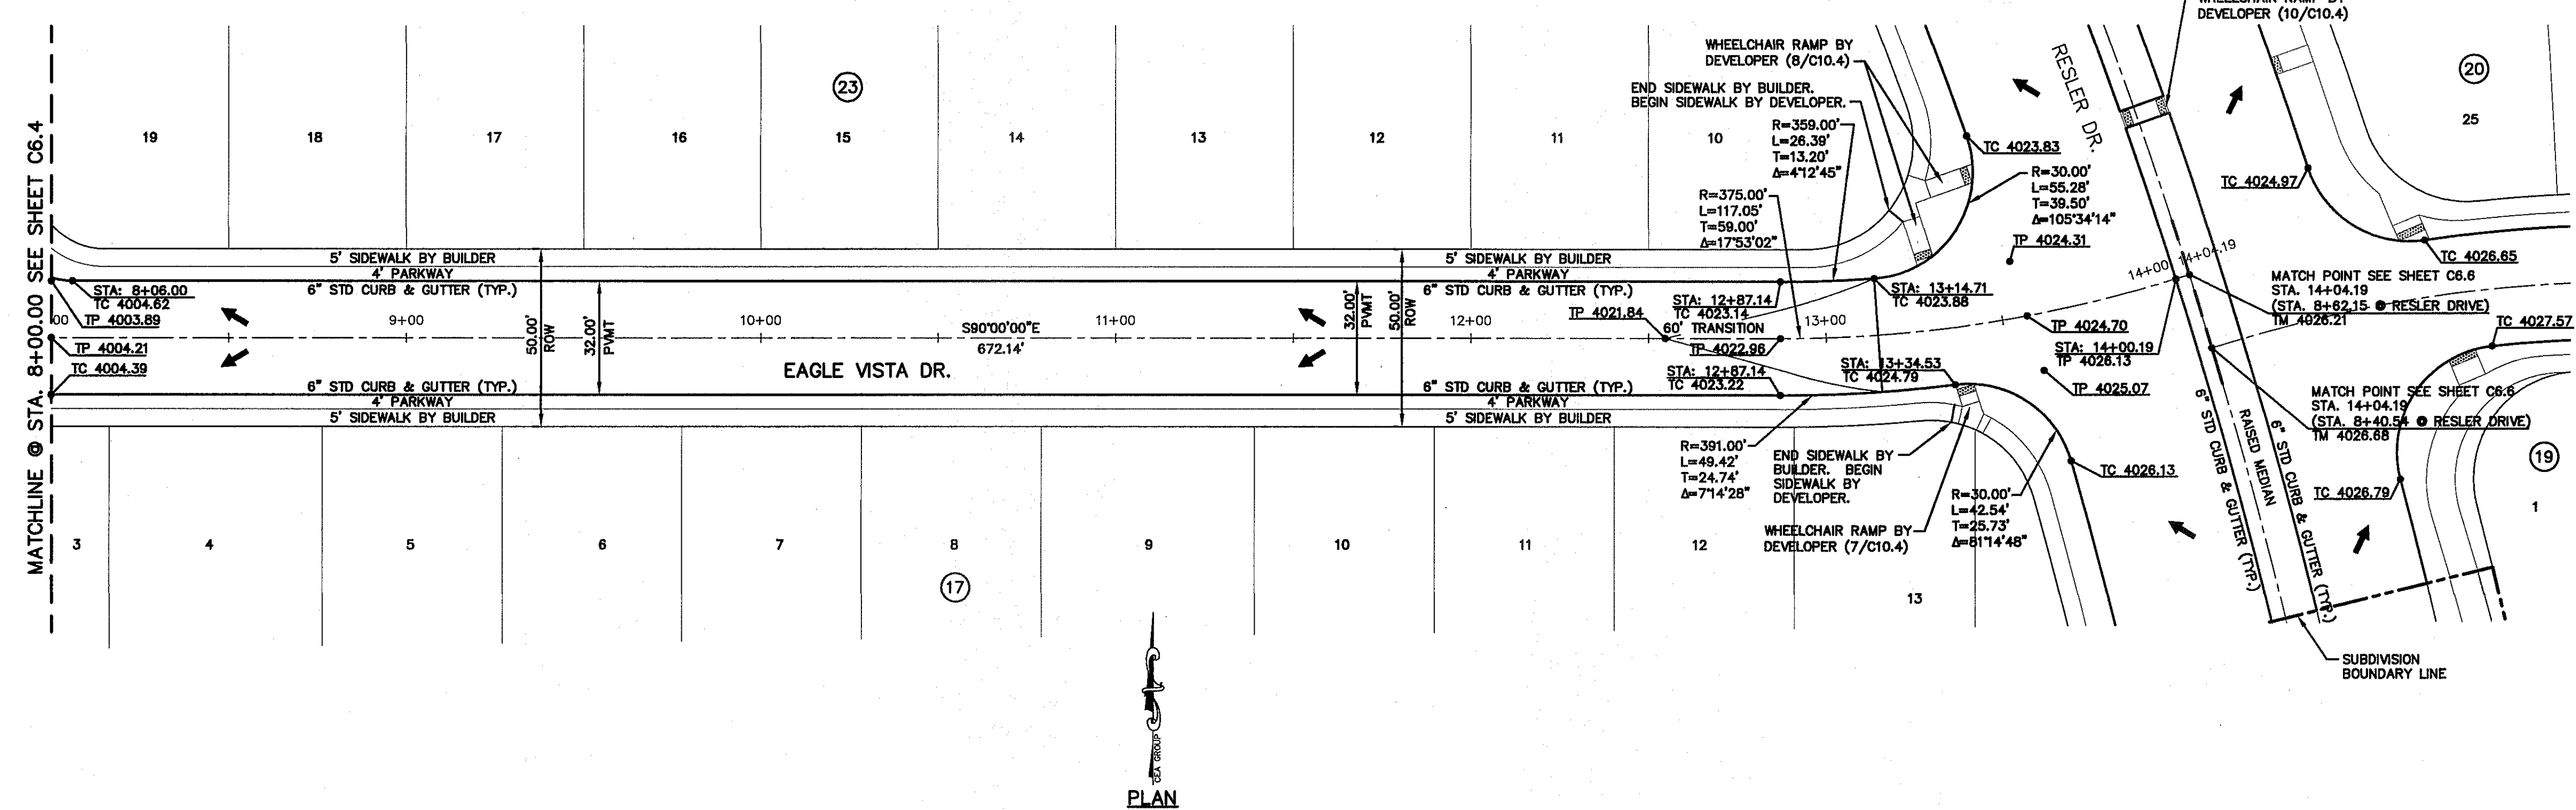 MATCHLINE @ STA. 8+00.00 SEE SHEET C6.4
19
18
17
16
23
15
14
13
12
11
10
DEVELOPER (10/C10.4)
WHEELCHAIR RAMP BY
DEVELOPER (8/C10.4)
END SIDEWALK BY BUILDER.
BEGIN SIDEWALK BY DEVELOPER.
R=359.00'
L=26.39'
T=13.20'
Δ=4°12'45"
R=375.00'
L=117.05'
T=59.00'
Δ=17°53'02"
RESLER DR.
TC 4023.83
R=30.00'
L=55.28'
T=39.50'
Δ=105°34'14"
TP 4024.31
20
25
TC 4024.97
TC 4026.65
5' SIDEWALK BY BUILDER
4' PARKWAY
6" STD CURB & GUTTER (TYP.)
5' SIDEWALK BY BUILDER
4' PARKWAY
6" STD CURB & GUTTER (TYP.)
STA: 8+06.00
TC 4004.62
TP 4003.89
00
9+00
10+00
11+00
12+00
13+00
14+00
14+04.19
TP 4004.21
TC 4004.39
50.00'
ROW
32.00'
PVMT
S90°00'00"E
672.14'
32.00'
PVMT
50.00'
ROW
EAGLE VISTA DR.
TP 4021.84
60' TRANSITION
STA: 12+87.14
TC 4023.14
TP 4022.96
STA: 12+87.14
TC 4023.22
STA: 13+14.71
TC 4023.88
STA: 13+34.53
TC 4024.79
TP 4024.70
STA: 14+00.19
TP 4026.13
TP 4025.07
MATCH POINT SEE SHEET C6.6
STA. 14+04.19
(STA. 8+62.15 @ RESLER DRIVE)
TM 4026.21
TC 4027.57
MATCH POINT SEE SHEET C6.6
STA. 14+04.19
(STA. 8+40.54 @ RESLER DRIVE)
TM 4026.68
6" STD CURB & GUTTER (TYP.)
4' PARKWAY
5' SIDEWALK BY BUILDER
6" STD CURB & GUTTER (TYP.)
4' PARKWAY
5' SIDEWALK BY BUILDER
R=391.00'
L=49.42'
T=24.74'
Δ=7°14'28"
END SIDEWALK BY
BUILDER. BEGIN
SIDEWALK BY
DEVELOPER.
WHEELCHAIR RAMP BY
DEVELOPER (7/C10.4)
R=30.00'
L=42.54'
T=25.73'
Δ=81°14'48"
TC 4026.13
6" STD CURB & GUTTER (TYP.)
RAISED MEDIAN
6" STD CURB & GUTTER (TYP.)
TC 4026.79
19
1
3
4
5
6
7
8
9
10
11
12
13
17
SUBDIVISION
BOUNDARY LINE
CEA GROUP
PLAN